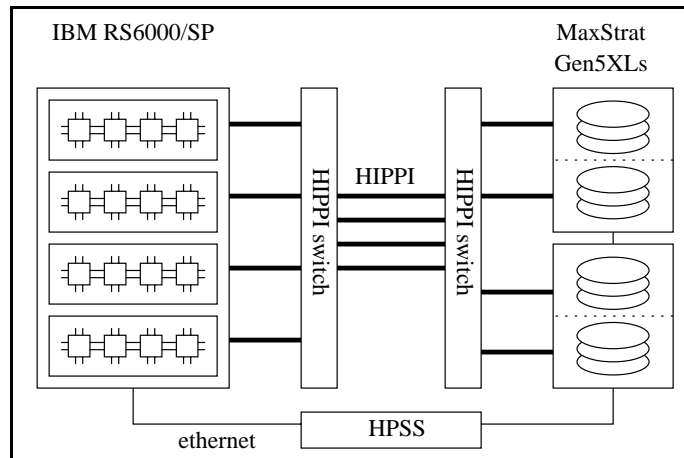 IBM RS6000/SP
MaxStrat
Gen5XLs
HIPPI switch
HIPPI
HIPPI switch
ethernet
HPSS